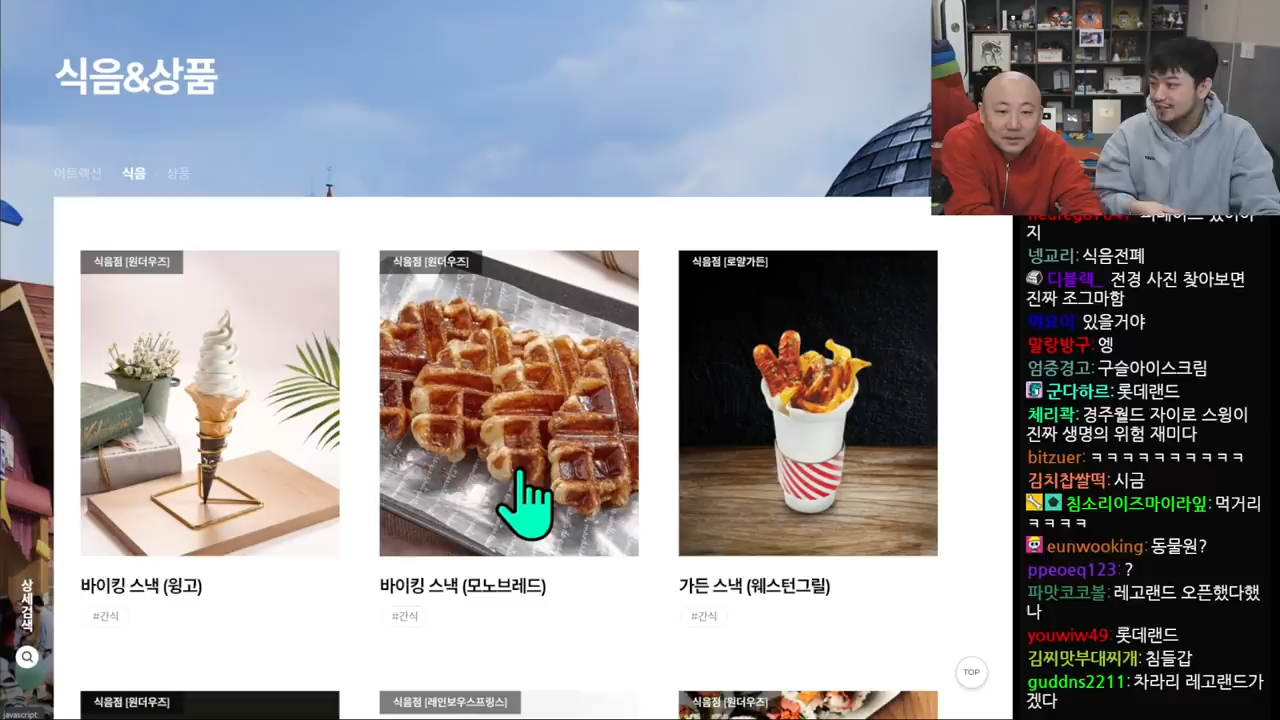 식음&상품
어트랙션
식음
상품
식음점 [원더우즈]
식음점 [원더우즈]
식음점 [로얄가든]
바이킹 스낵 (윙고)
바이킹 스낵 (모노브레드)
가든 스낵 (웨스턴그릴)
#간식
#간식
#간식
상세검색
TOP
식음점 [원더우즈]
식음점 [레인보우스프링스]
식음점 [원더우즈]
javascript:
지
넹교리: 식음전폐
디블랙_ 전경 사진 찾아보면
진짜 조그마함
먀요이 있을거야
말랑방구: 엥
엄중경고: 구슬아이스크림
군다하르: 롯데랜드
체리콱: 경주월드 자이로 스윙이
진짜 생명의 위험 재미다
bitzuer: ㅋㅋㅋㅋㅋㅋㅋㅋㅋㅋ
김치찹쌀떡: 시금
침소리이즈마이라잎: 먹거리
ㅋㅋㅋㅋ
eunwooking: 동물원?
ppeoeq123: ?
파맛코코볼: 레고랜드 오픈했다했
나
youwiw49: 롯데랜드
김찌맛부대찌개: 침들갑
guddns2211: 차라리 레고랜드가
겠다